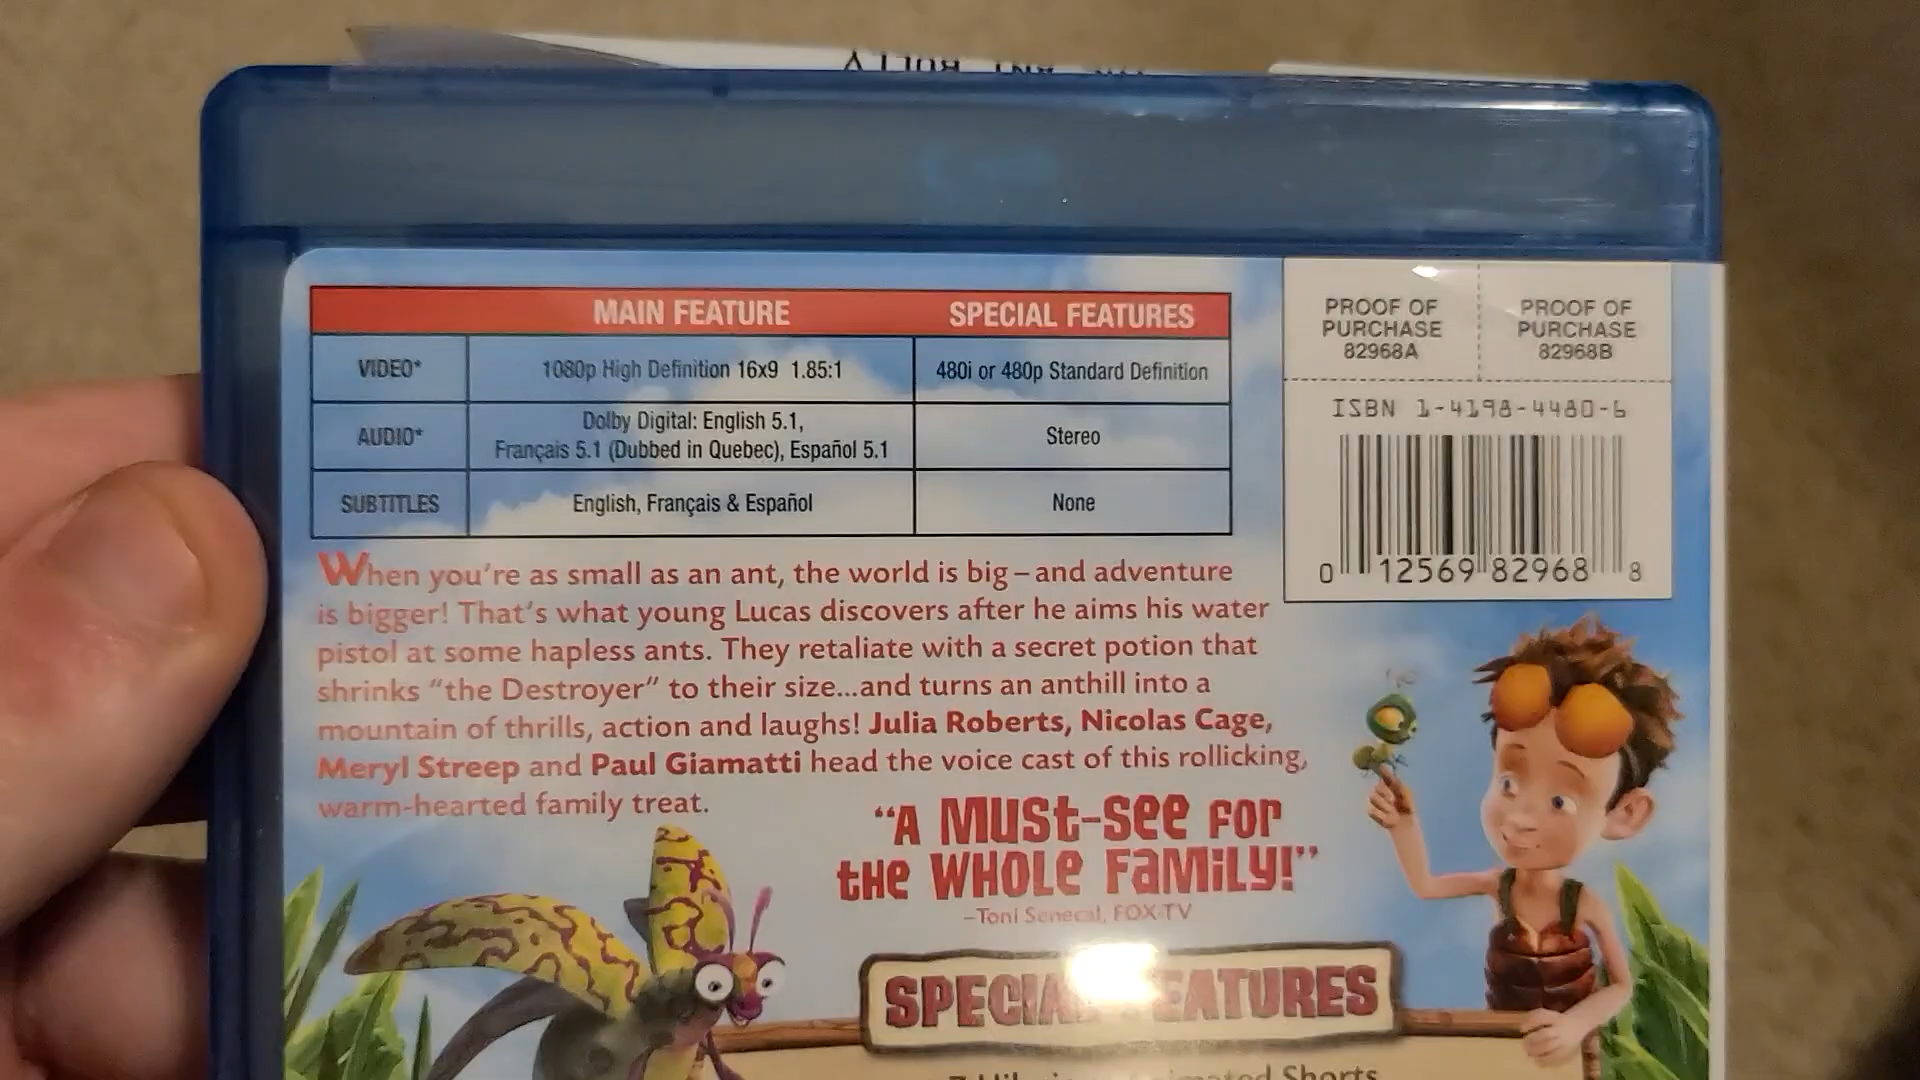 BULLY
MAIN FEATURE SPECIAL FEATURES
VIDEO* 1080p High Definition 16x9 1.85:1 480i or 480p Standard Definition
AUDIO* Dolby Digital: English 5.1,
Français 5.1 (Dubbed in Quebec), Español 5.1 Stereo
SUBTITLES English, Français & Español None
PROOF OF
PURCHASE
82968A
PROOF OF
PURCHASE
82968B
ISBN 1-4198-4480-6
0 12569 82968 8
When you're as small as an ant, the world is big–and adventure
is bigger! That's what young Lucas discovers after he aims his water
pistol at some hapless ants. They retaliate with a secret potion that
shrinks “the Destroyer” to their size...and turns an anthill into a
mountain of thrills, action and laughs! Julia Roberts, Nicolas Cage,
Meryl Streep and Paul Giamatti head the voice cast of this rollicking,
warm-hearted family treat.
“A MUST-SEE FOR
THE WHOLE FAMILY!”
–Toni Senecal, FOX-TV
SPECIAL FEATURES
Shorts